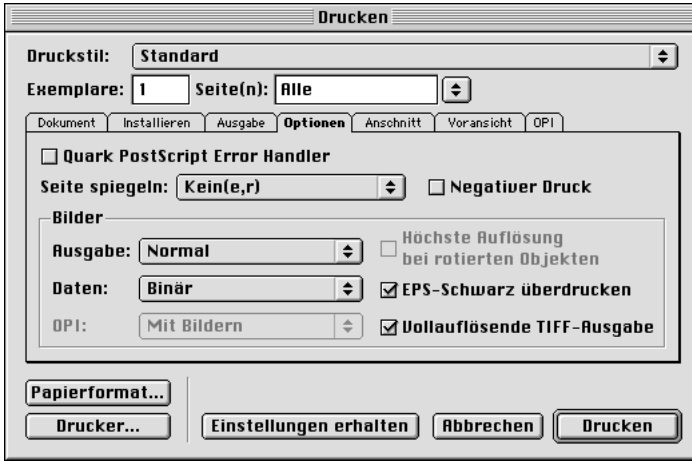 Drucken
Druckstil: Standard
Exemplare: 1 Seite(n): Alle
Dokument Installieren Ausgabe Optionen Anschnitt Voransicht OPI
Quark PostScript Error Handler
Seite spiegeln: Kein(e,r) Negativer Druck
Bilder
Ausgabe: Normal Höchste Auflösung
bei rotierten Objekten
Daten: Binär EPS-Schwarz überdrucken
OPI: Mit Bildern Vollauflösende TIFF-Ausgabe
Papierformat...
Drucker... Einstellungen erhalten Abbrechen Drucken